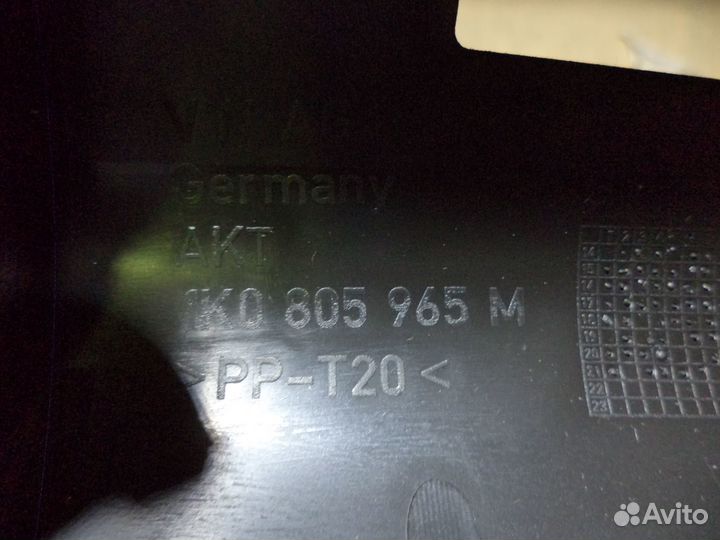 Germany
AKT
1K0 805 965 M
>PP-T20<
Avito